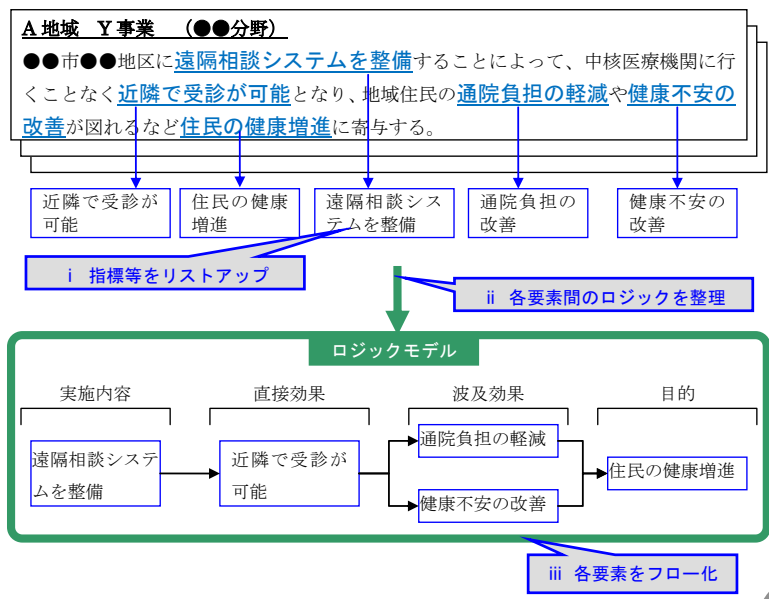 A地域　Y事業　（●●分野）
●●市●●地区に遠隔相談システムを整備することによって、中核医療機関に行
くことなく近隣で受診が可能となり、地域住民の通院負担の軽減や健康不安の
改善が図れるなど住民の健康増進に寄与する。
近隣で受診が
可能
住民の健康
増進
遠隔相談シス
テムを整備
通院負担の
改善
健康不安の
改善
ⅰ　指標等をリストアップ
ⅱ　各要素間のロジックを整理
ロジックモデル
実施内容
直接効果
波及効果
目的
遠隔相談システ
ムを整備
近隣で受診が
可能
通院負担の軽減
健康不安の改善
住民の健康増進
ⅲ　各要素をフロー化